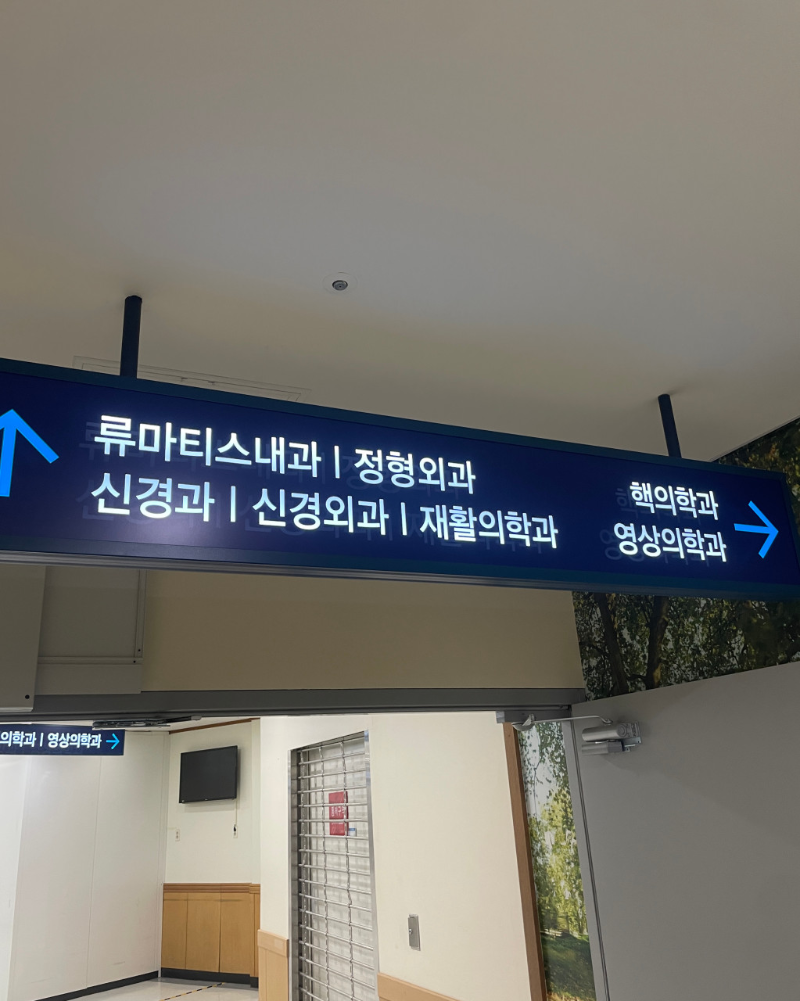 류마티스내과 | 정형외과
신경과 | 신경외과 | 재활의학과
핵의학과
영상의학과
의학과 | 영상의학과